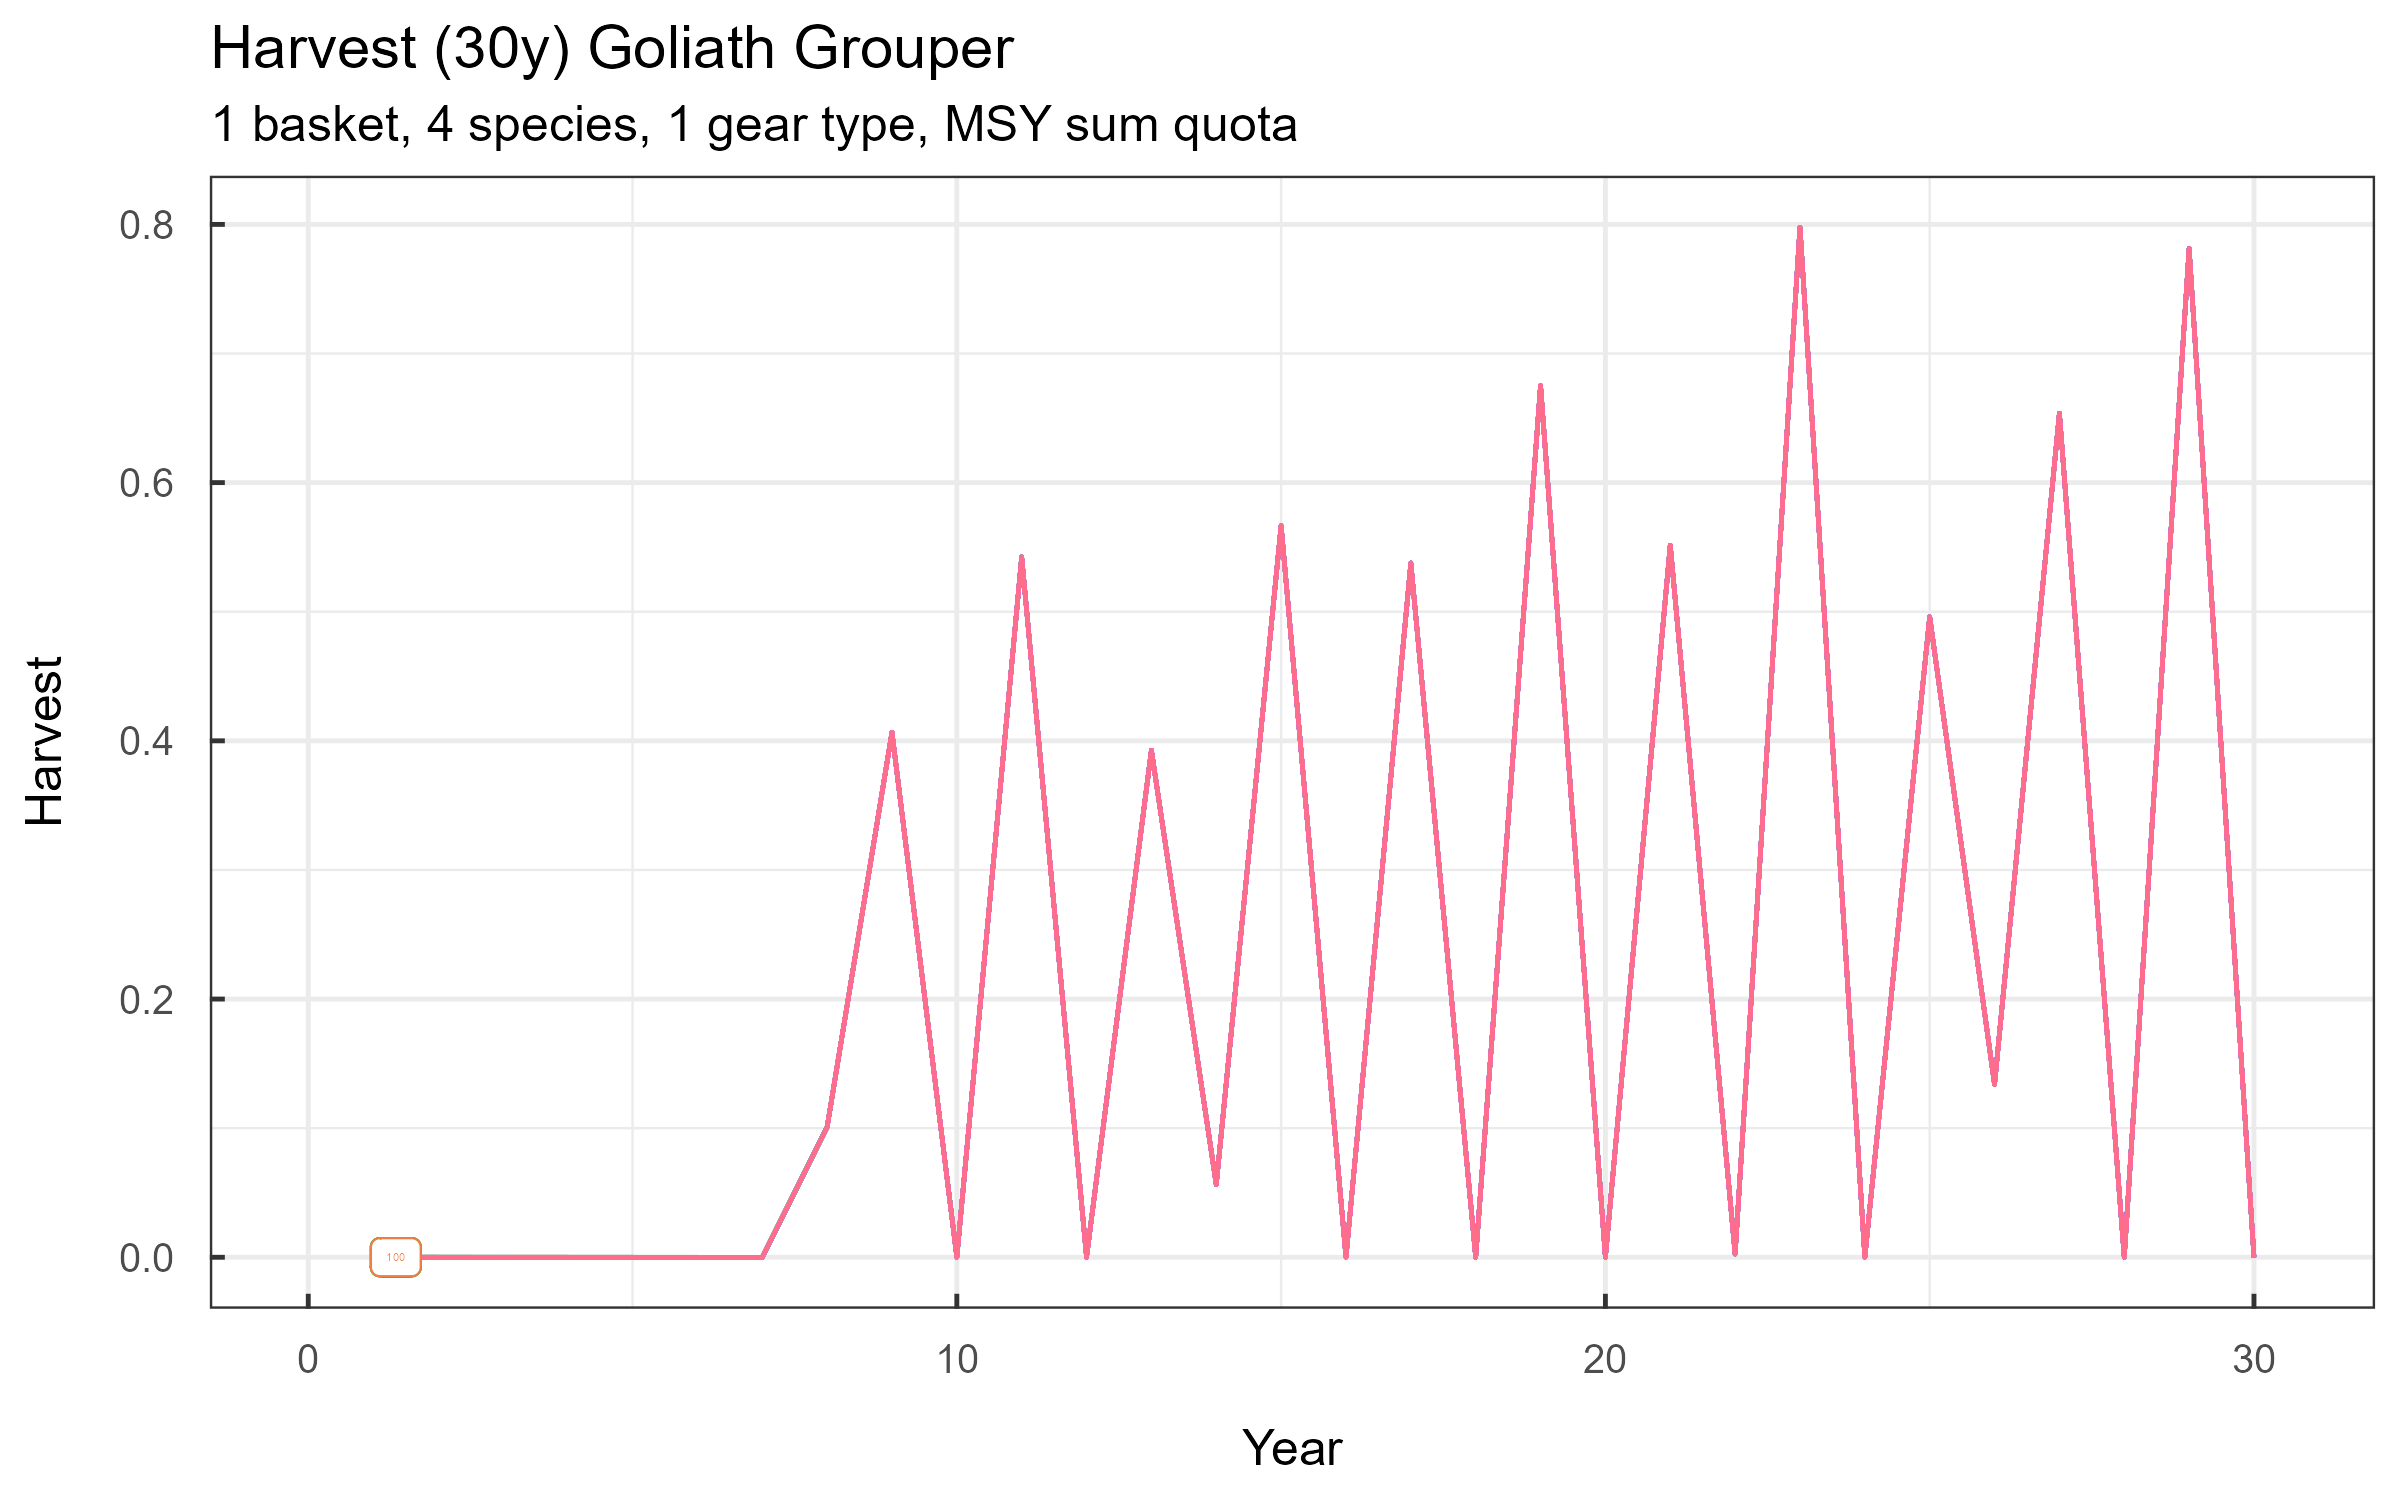 Harvest (30y) Goliath Grouper
1 basket, 4 species, 1 gear type, MSY sum quota
0.8
0.6
0.4
0.2
0.0
Harvest
100
0 10 20 30
Year